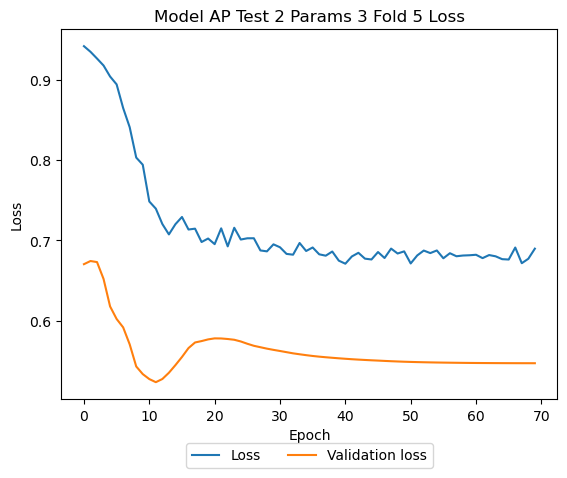 Model AP Test 2 Params 3 Fold 5 Loss
Loss
0.9
0.8
0.7
0.6
0 10 20 30 40 50 60 70
Epoch
Loss Validation loss